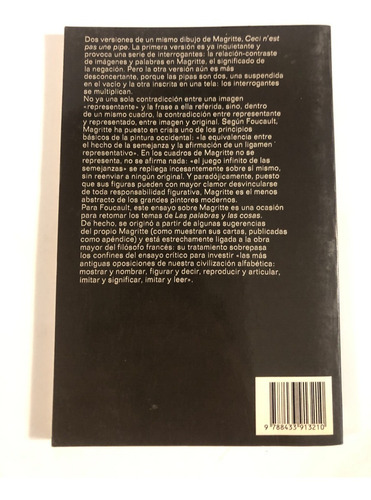 Dos versiones de un mismo dibujo de Magritte, Ceci n'est
pas une pipe. La primera versión es ya inquietante y
provoca una serie de interrogantes: la relación-contraste
de imágenes y palabras en Magritte, el significado de
la negación. Pero la otra versión aún es más
desconcertante, porque las pipas son dos, una suspendida
en el vacío y la otra inscrita en una tela: los interrogantes
se multiplican.
No ya una sola contradicción entre una imagen
«representante» y la frase a ella referida, sino, dentro
de un mismo cuadro, la contradicción entre representante
y representado, entre imagen y original. Según Foucault,
Magritte ha puesto en crisis uno de los principios
básicos de la pintura occidental: «la equivalencia entre
el hecho de la semejanza y la afirmación de un ligamen
representativo». En los cuadros de Magritte no se
representa, no se afirma nada: «el juego infinito de las
semejanzas» se repliega incesantemente sobre sí mismo,
sin reenviar a ningún original. Y paradójicamente, puesto
que sus figuras pueden con mayor clamor desvincularse
de toda responsabilidad figurativa, Magritte es el menos
abstracto de los grandes pintores modernos.
Para Foucault, este ensayo sobre Magritte es una ocasión
para retomar los temas de Las palabras y las cosas.
De hecho, se originó a partir de algunas sugerencias
del propio Magritte (como muestran sus cartas, publicadas
como apéndice) y está estrechamente ligada a la obra
mayor del filósofo francés: su tratamiento sobrepasa
los confines del ensayo crítico para investigar «las más
antiguas oposiciones de nuestra civilización alfabética:
mostrar y nombrar, figurar y decir, reproducir y articular,
imitar y significar, imitar y leer».
9 788433 913210